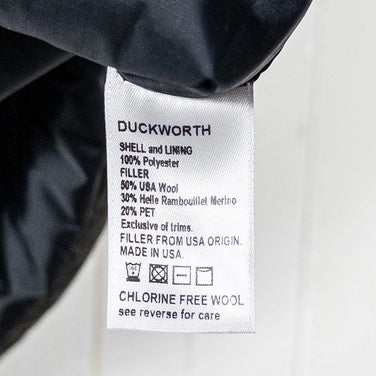 DUCKWORTH
SHELL and LINING
100% Polyester
FILLER
50% USA Wool
30% Helle Rambouillet Merino
20% PET
Exclusive of trims.
FILLER FROM USA ORIGIN.
MADE IN USA.
CHLORINE FREE WOOL
see reverse for care